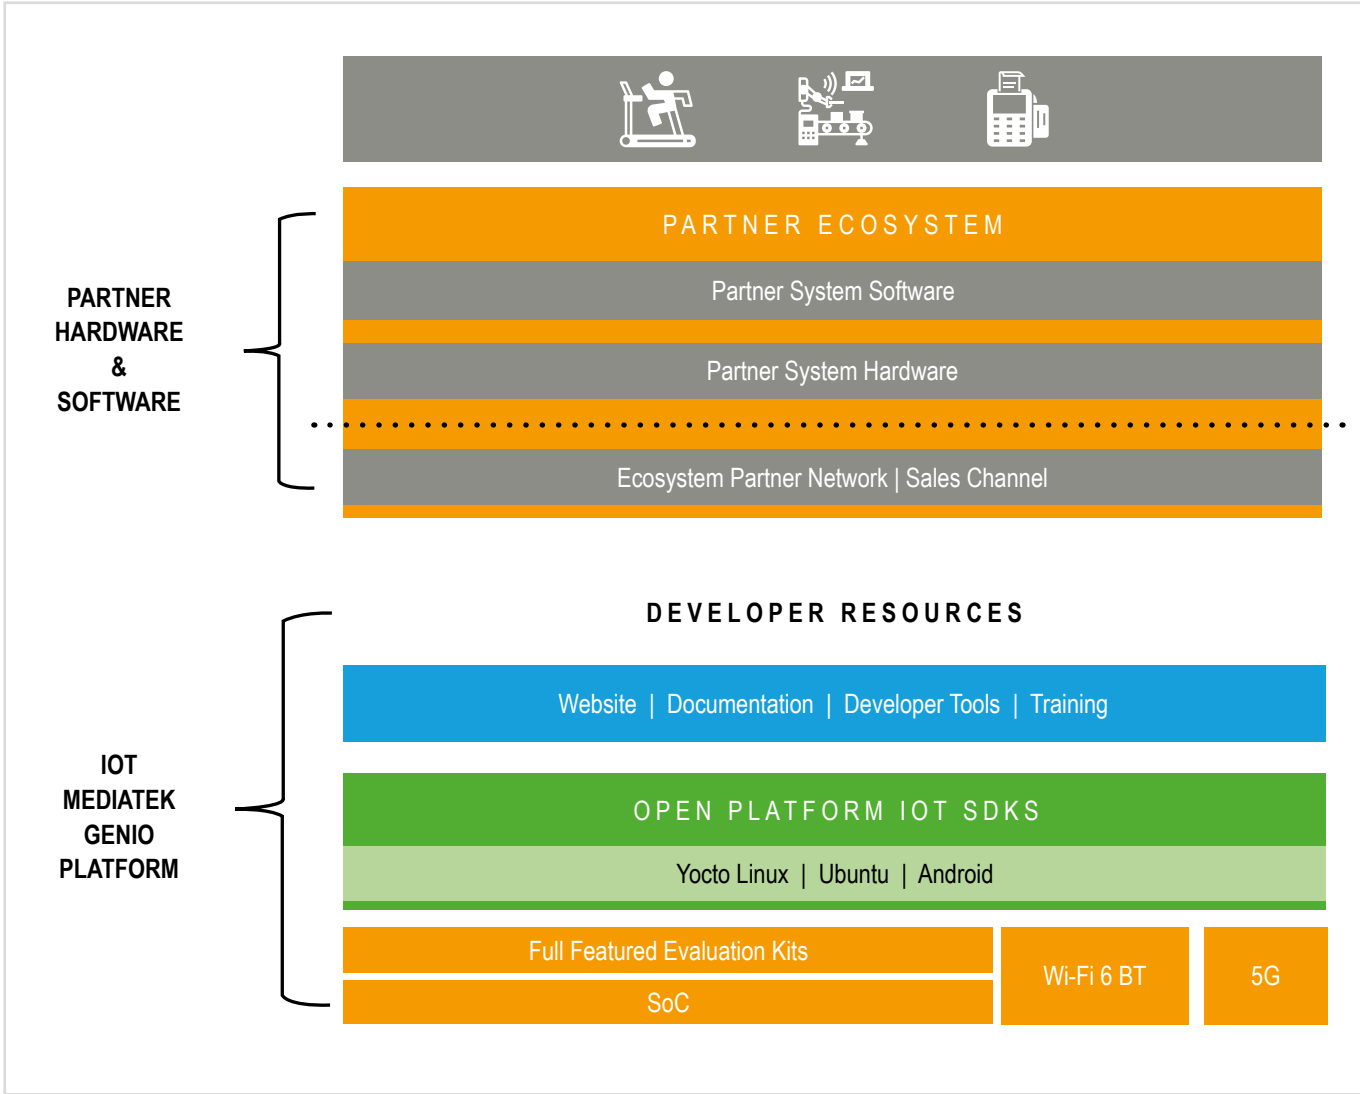 PARTNER ECOSYSTEM
Partner System Software
Partner System Hardware
Ecosystem Partner Network | Sales Channel
PARTNER
HARDWARE
&
SOFTWARE
DEVELOPER RESOURCES
Website | Documentation | Developer Tools | Training
OPEN PLATFORM IOT SDKS
Yocto Linux | Ubuntu | Android
Full Featured Evaluation Kits
SoC
Wi-Fi 6 BT
5G
IOT
MEDIATEK
GENIO
PLATFORM